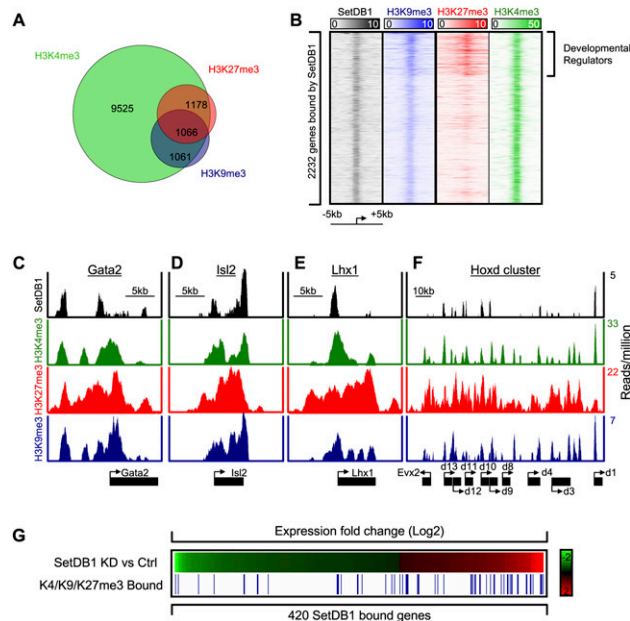 A
H3K4me3
H3K27me3
9525
1178
1066
1061
H3K9me3
B
SetDB1 H3K9me3 H3K27me3 H3K4me3
0 10 0 10 0 10 0 50
2232 genes bound by SetDB1
Developmental
Regulators
-5kb +5kb
C D E F
Gata2 Isl2 Lhx1 Hoxd cluster
5kb 5kb 5kb 10kb
SetDB1
H3K4me3
H3K27me3
H3K9me3
5
33
22
7
Reads/million
Gata2 Isl2 Lhx1
Evx2 d13 d11 d10 d8 d4 d1
d12 d9 d3
G
Expression fold change (Log2)
SetDB1 KD vs Ctrl
K4/K9/K27me3 Bound
420 SetDB1 bound genes